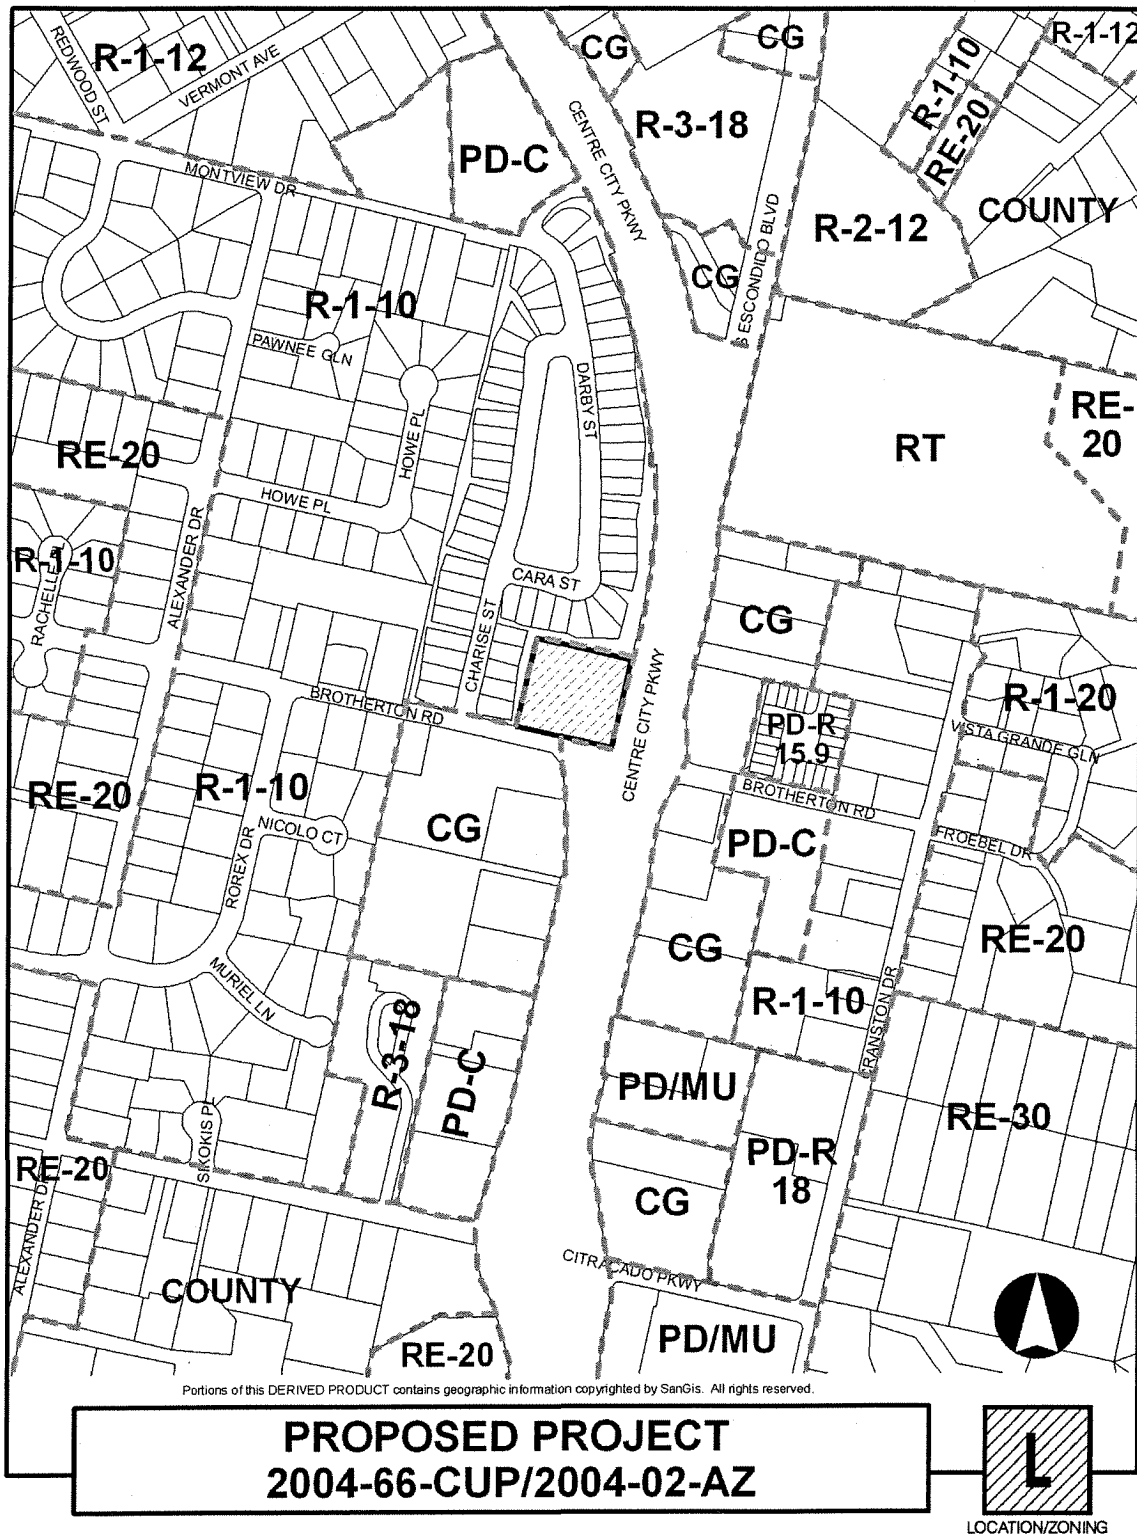 R-1-12
REDWOOD ST
VERMONT AVE
CG
CG
R-1-12
R-1-10
RE-20
R-3-18
CENTRE CITY PKWY
PD-C
MONTVIEW DR
S ESCONDIDO BLVD
R-2-12
COUNTY
CG
R-1-10
PAWNEE GLN
DARBY ST
HOWE PL
RE-20
HOWE PL
RT
RE-
20
ALEXANDER DR
R-1-10
RACHELLE PL
CARA ST
CHARISE ST
CG
BROTHERTON RD
CENTRE CITY PKWY
R-1-20
PD-R
15.9
VISTA GRANDE GLN
RE-20
R-1-10
NICOLO CT
ROREX DR
CG
BROTHERTON RD
PD-C
FROEBEL DR
CG
RE-20
MURIEL LN
R-1-10
CRANSTON DR
R-3-18
PD-C
PD/MU
RE-30
SIKOKIS PL
RE-20
ALEXANDER DR
PD-R
18
CG
CITRACADO PKWY
COUNTY
RE-20
PD/MU
Portions of this DERIVED PRODUCT contains geographic information copyrighted by SanGis. All rights reserved.
PROPOSED PROJECT
2004-66-CUP/2004-02-AZ
L
LOCATION/ZONING